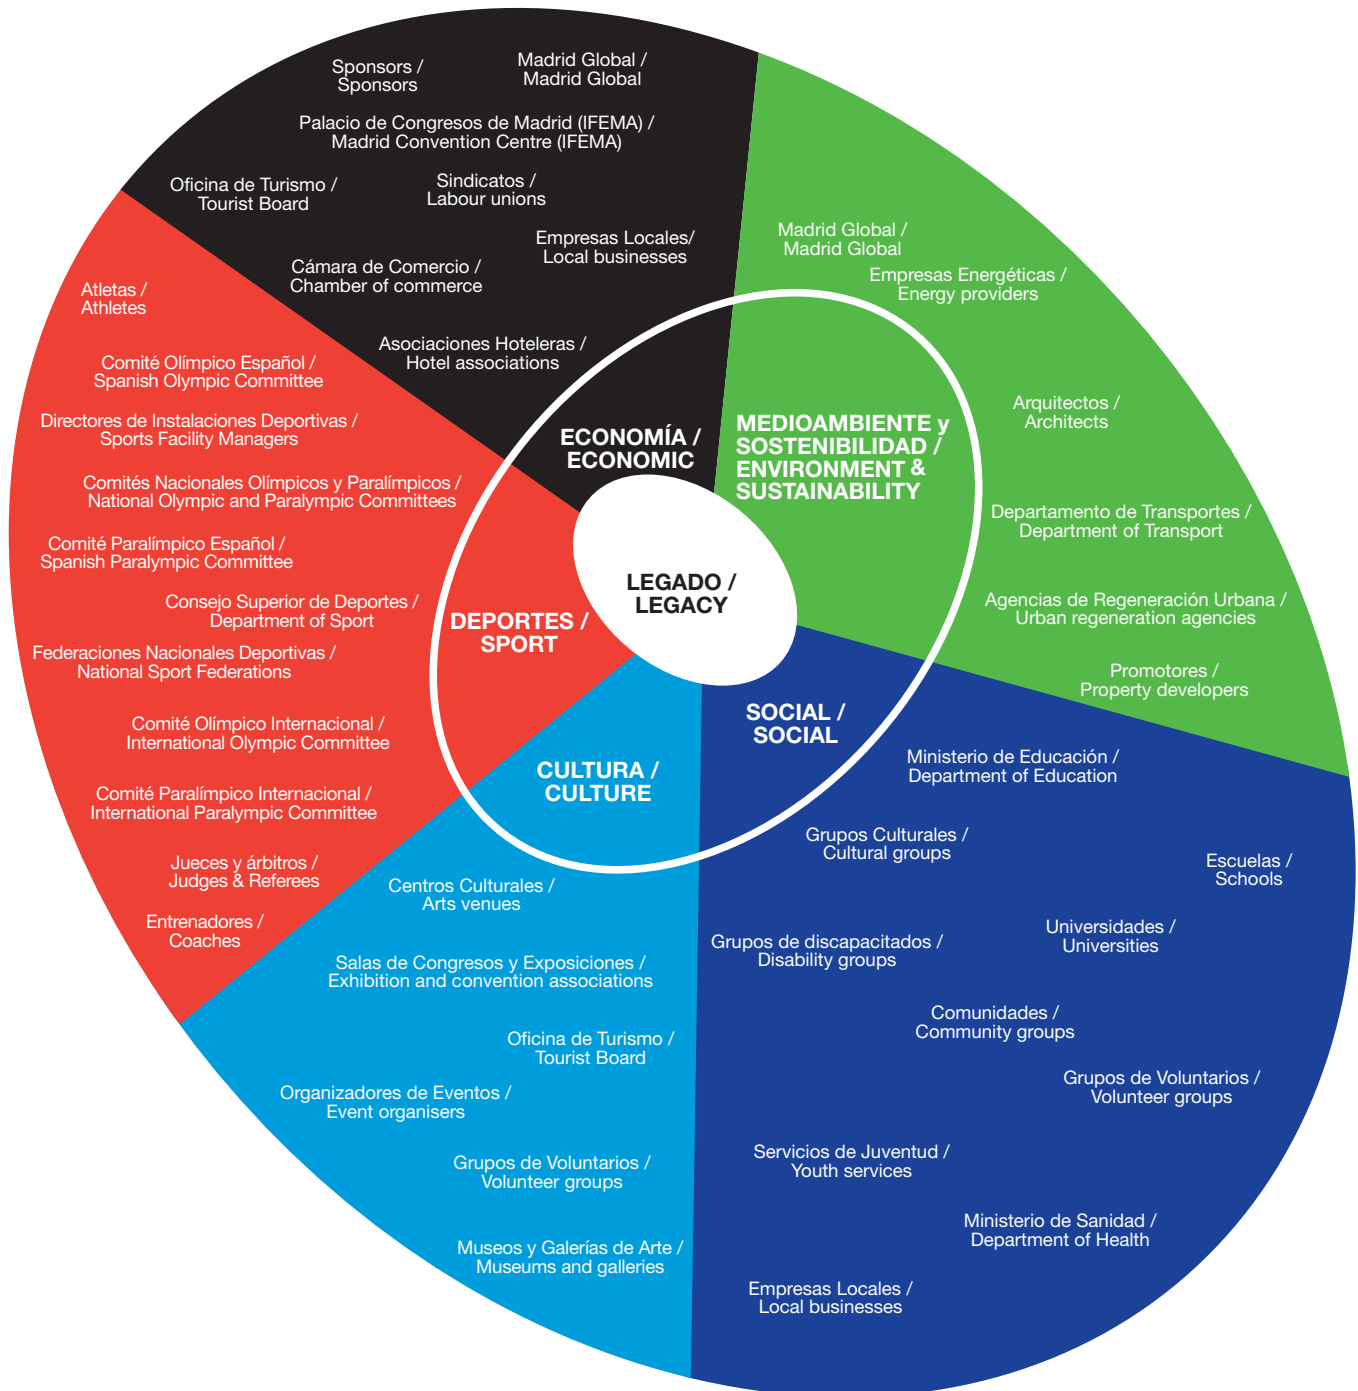 Sponsors /
Sponsors
Madrid Global /
Madrid Global
Palacio de Congresos de Madrid (IFEMA) /
Madrid Convention Centre (IFEMA)
Oficina de Turismo /
Tourist Board
Sindicatos /
Labour unions
Empresas Locales/
Local businesses
Cámara de Comercio /
Chamber of commerce
Asociaciones Hoteleras /
Hotel associations
ECONOMÍA /
ECONOMIC
Madrid Global /
Madrid Global
Empresas Energéticas /
Energy providers
Arquitectos /
Architects
MEDIOAMBIENTE y
SOSTENIBILIDAD /
ENVIRONMENT &
SUSTAINABILITY
Departamento de Transportes /
Department of Transport
Agencias de Regeneración Urbana /
Urban regeneration agencies
Promotores /
Property developers
LEGADO /
LEGACY
Atletas /
Athletes
Comité Olímpico Español /
Spanish Olympic Committee
Directores de Instalaciones Deportivas /
Sports Facility Managers
Comités Nacionales Olímpicos y Paralímpicos /
National Olympic and Paralympic Committees
Comité Paralímpico Español /
Spanish Paralympic Committee
Consejo Superior de Deportes /
Department of Sport
DEPORTES /
SPORT
Federaciones Nacionales Deportivas /
National Sport Federations
Comité Olímpico Internacional /
International Olympic Committee
Comité Paralímpico Internacional /
International Paralympic Committee
Jueces y árbitros /
Judges & Referees
Entrenadores /
Coaches
CULTURA /
CULTURE
Centros Culturales /
Arts venues
Salas de Congresos y Exposiciones /
Exhibition and convention associations
Oficina de Turismo /
Tourist Board
Organizadores de Eventos /
Event organisers
Grupos de Voluntarios /
Volunteer groups
Museos y Galerías de Arte /
Museums and galleries
SOCIAL /
SOCIAL
Ministerio de Educación /
Department of Education
Grupos Culturales /
Cultural groups
Escuelas /
Schools
Universidades /
Universities
Grupos de discapacitados /
Disability groups
Comunidades /
Community groups
Grupos de Voluntarios /
Volunteer groups
Servicios de Juventud /
Youth services
Ministerio de Sanidad /
Department of Health
Empresas Locales /
Local businesses